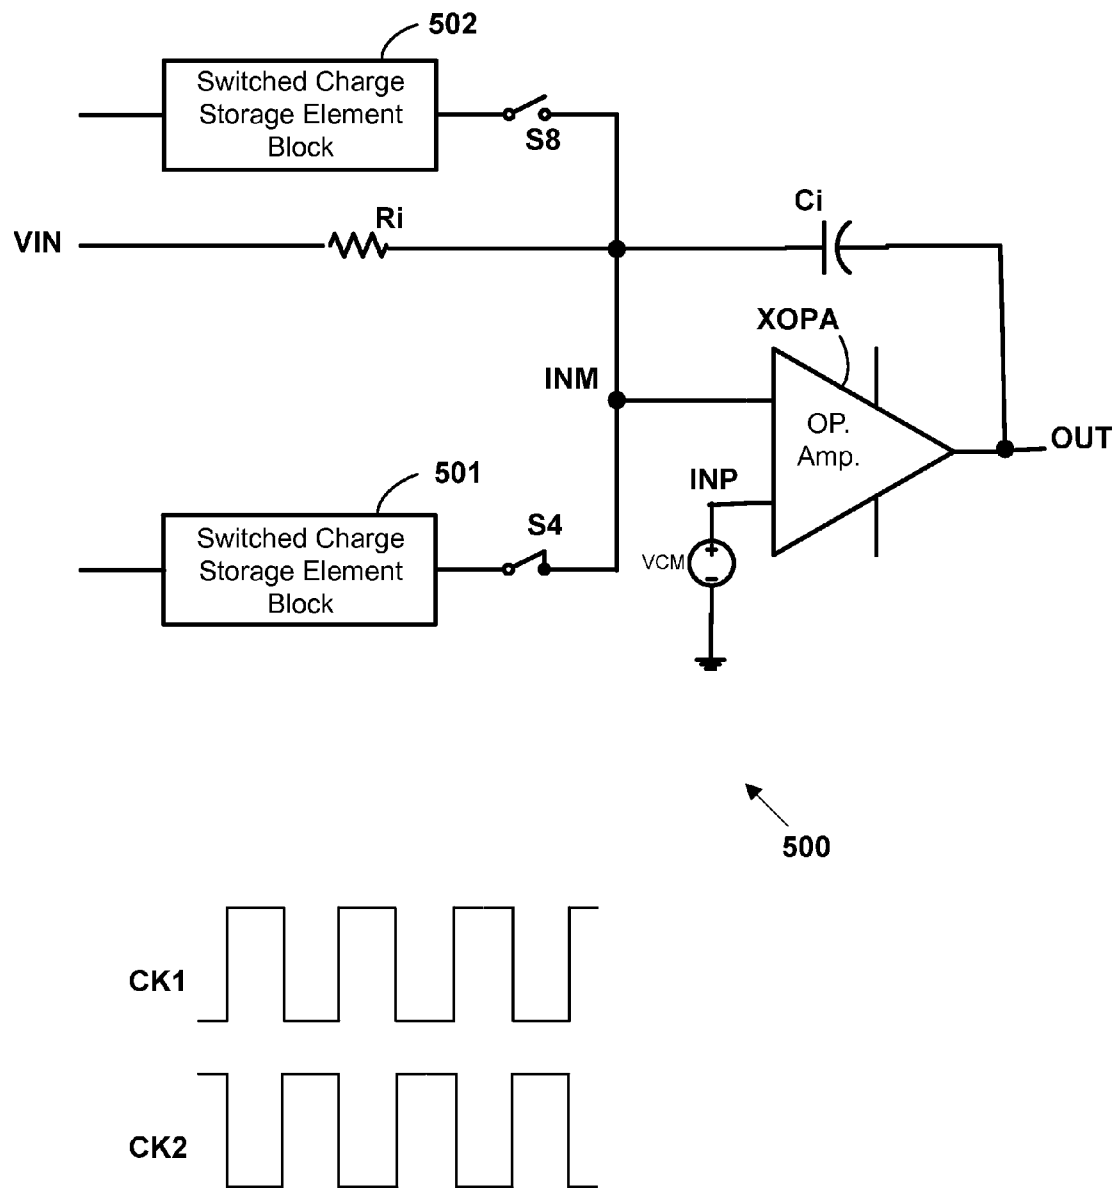 502
Switched Charge
Storage Element
Block
S8
Ri
Ci
VIN
XOPA
INM
OP.
Amp.
OUT
501
INP
S4
Switched Charge
Storage Element
Block
VCM
+
-
500
CK1
CK2